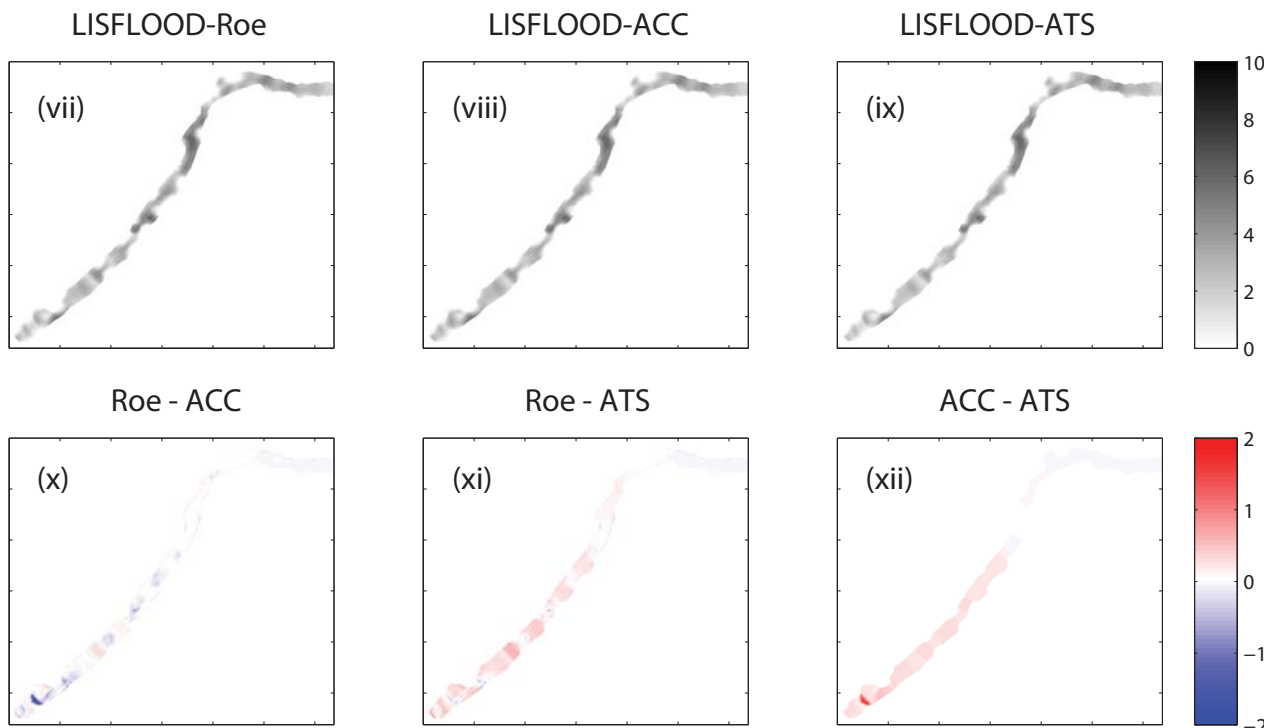 LISFLOOD-Roe
LISFLOOD-ACC
LISFLOOD-ATS
(vii)
(viii)
(ix)
10
8
6
4
2
0
Roe - ACC
Roe - ATS
ACC - ATS
(x)
(xi)
(xii)
2
1
0
−1
−2